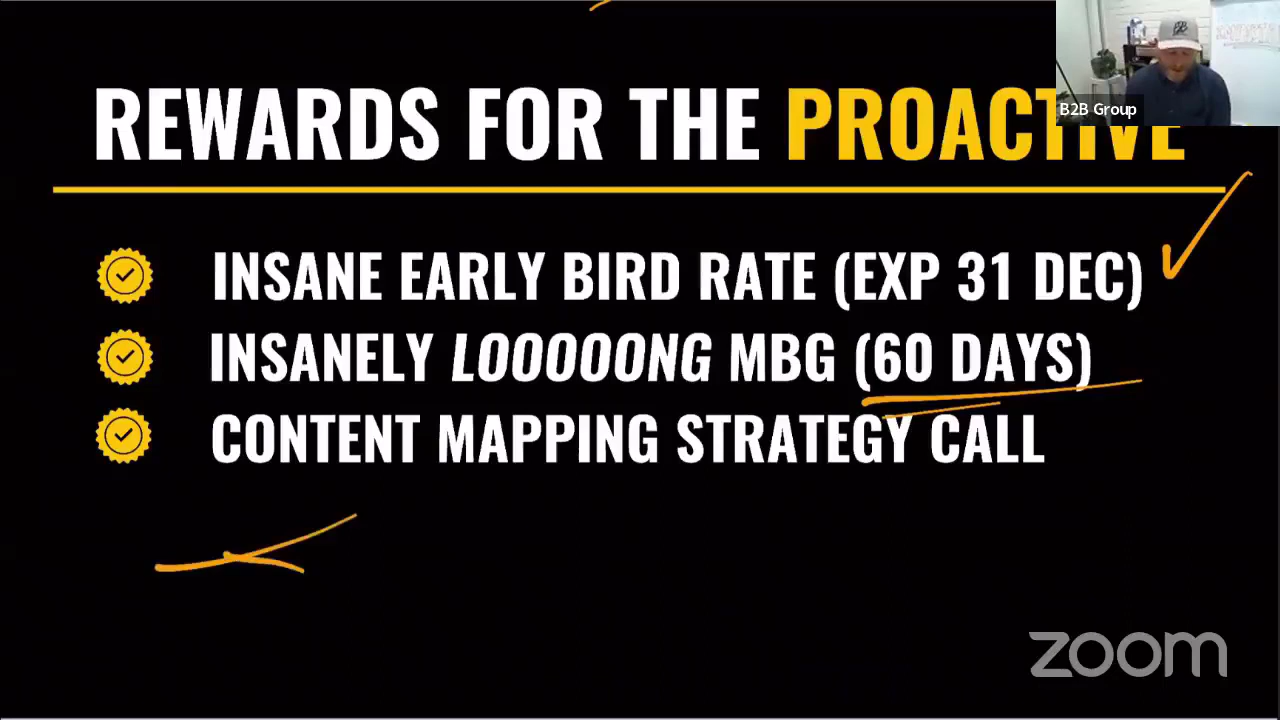 REWARDS FOR THE PROACTIVE
B2B Group
INSANE EARLY BIRD RATE (EXP 31 DEC)
INSANELY LOOOOONG MBG (60 DAYS)
CONTENT MAPPING STRATEGY CALL
zoom